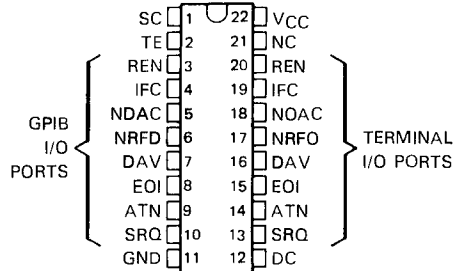 SC 1 22 VCC
TE 2 21 NC
REN 3 20 REN
IFC 4 19 IFC
NDAC 5 18 NOAC
NRFD 6 17 NRFO
DAV 7 16 DAV
EOI 8 15 EOI
ATN 9 14 ATN
SRQ 10 13 SRQ
GND 11 12 DC
GPIB
I/O
PORTS
TERMINAL
I/O PORTS